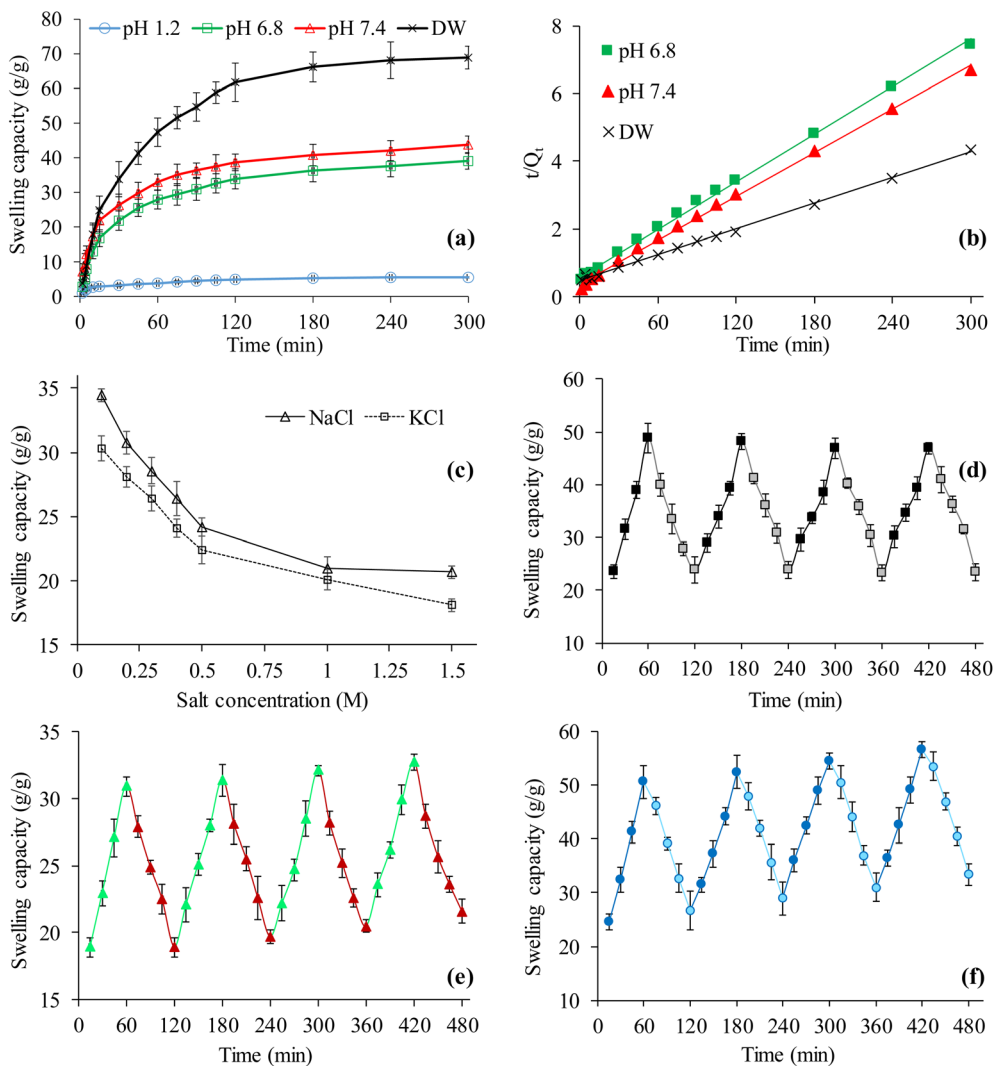 pH 1.2 pH 6.8 pH 7.4 DW
Swelling capacity (g/g)
80
70
60
50
40
30
20
10
0
0 60 120 180 240 300
Time (min)
(a)
t/Qt
8
6
4
2
0
pH 6.8
pH 7.4
DW
0 60 120 180 240 300
Time (min)
(b)
Swelling capacity (g/g)
35
30
25
20
15
NaCl KCl
0 0.25 0.5 0.75 1 1.25 1.5
Salt concentration (M)
(c)
Swelling capacity (g/g)
60
50
40
30
20
10
0 60 120 180 240 300 360 420 480
Time (min)
(d)
Swelling capacity (g/g)
35
30
25
20
15
0 60 120 180 240 300 360 420 480
Time (min)
(e)
Swelling capacity (g/g)
60
50
40
30
20
10
0 60 120 180 240 300 360 420 480
Time (min)
(f)